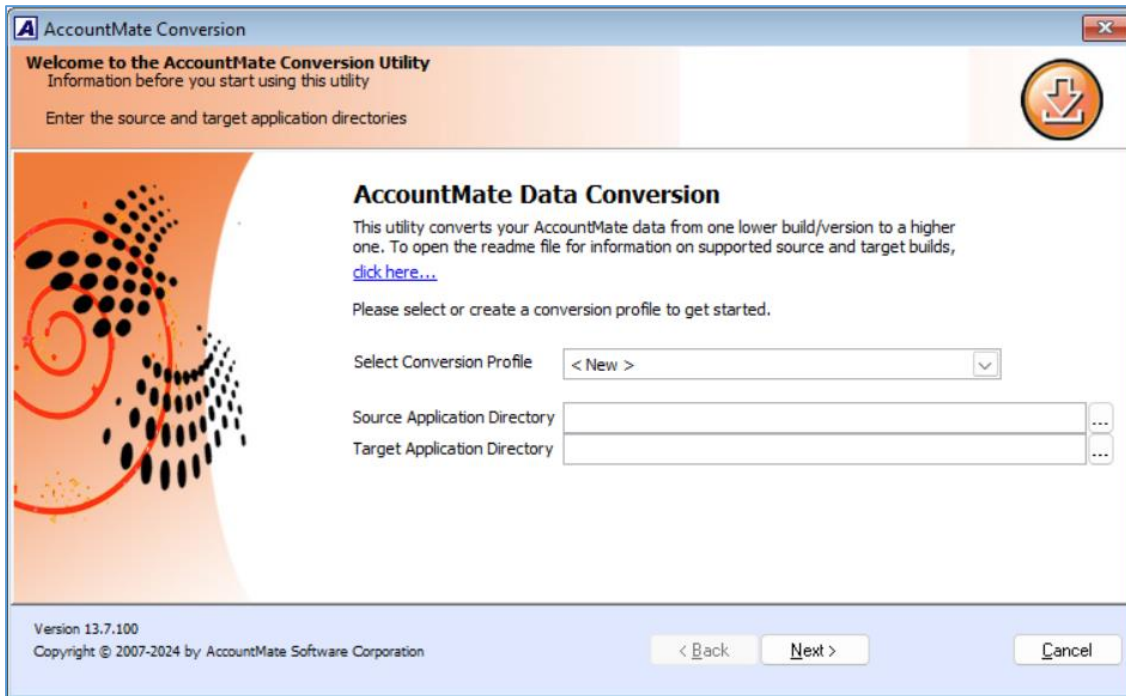 AccountMate Conversion
Welcome to the AccountMate Conversion Utility
Information before you start using this utility
Enter the source and target application directories
AccountMate Data Conversion
This utility converts your AccountMate data from one lower build/version to a higher
one. To open the readme file for information on supported source and target builds,
click here...
Please select or create a conversion profile to get started.
Select Conversion Profile
< New >
Source Application Directory
...
Target Application Directory
...
Version 13.7.100
Copyright © 2007-2024 by AccountMate Software Corporation
< Back
Next >
Cancel